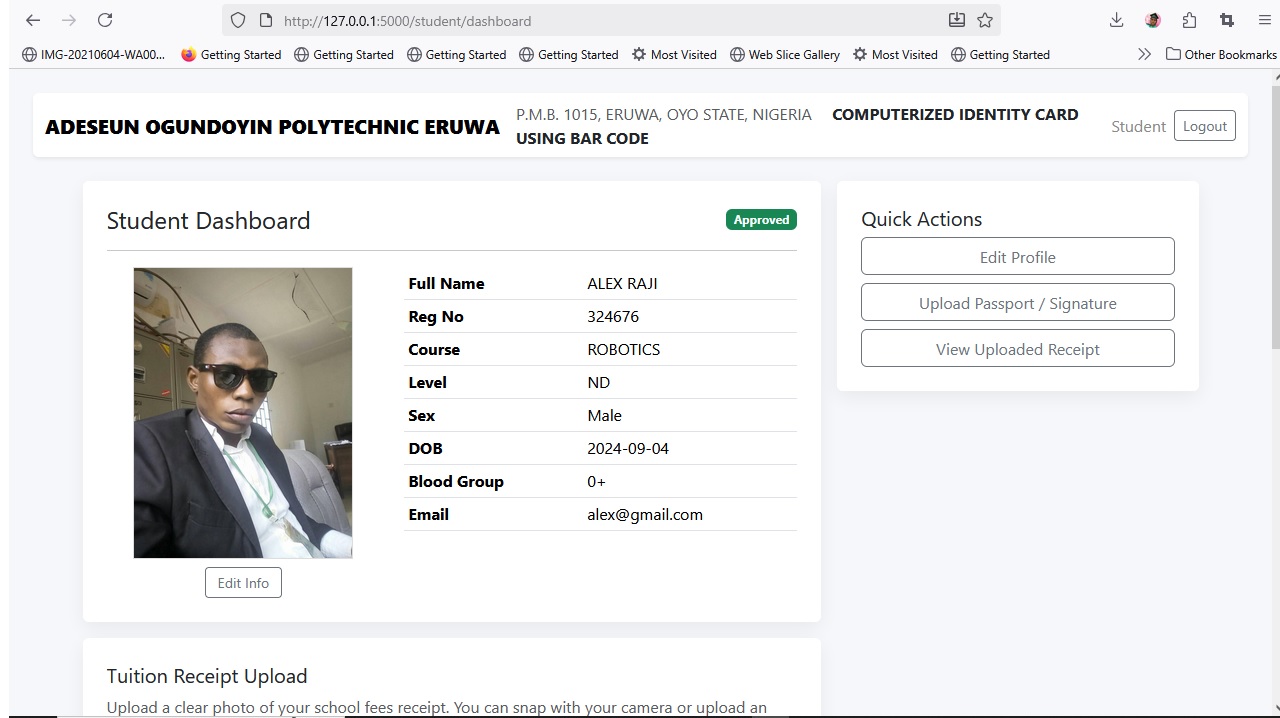 http://127.0.0.1:5000/student/dashboard
IMG-20210604-WA00... Getting Started Getting Started Getting Started Getting Started Most Visited Web Slice Gallery Most Visited Getting Started Other Bookmarks
ADESEUN OGUNDOYIN POLYTECHNIC ERUWA P.M.B. 1015, ERUWA, OYO STATE, NIGERIA COMPUTERIZED IDENTITY CARD
USING BAR CODE
Student Logout
Student Dashboard Approved
Full Name ALEX RAJI
Reg No 324676
Course ROBOTICS
Level ND
Sex Male
DOB 2024-09-04
Blood Group 0+
Email alex@gmail.com
Edit Info
Quick Actions
Edit Profile
Upload Passport / Signature
View Uploaded Receipt
Tuition Receipt Upload
Upload a clear photo of your school fees receipt. You can snap with your camera or upload an